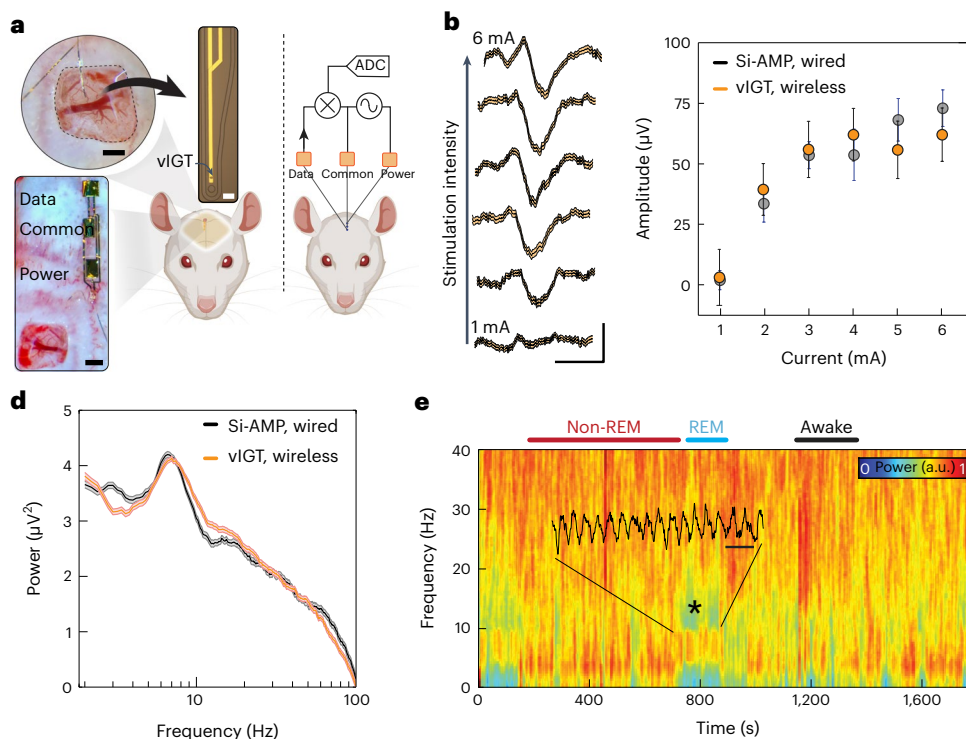 a
vIGT
ADC
Data Common Power
Data
Common
Power
b
6 mA
Stimulation intensity
1 mA
Amplitude (µV)
100
75
50
25
0
Si-AMP, wired
vIGT, wireless
1 2 3 4 5 6
Current (mA)
d
Power (µV²)
5
4
3
2
1
0
Si-AMP, wired
vIGT, wireless
10 100
Frequency (Hz)
e
Non-REM REM Awake
Frequency (Hz)
40
30
20
10
0
0 Power (a.u.) 1
*
0 400 800 1,200 1,600
Time (s)